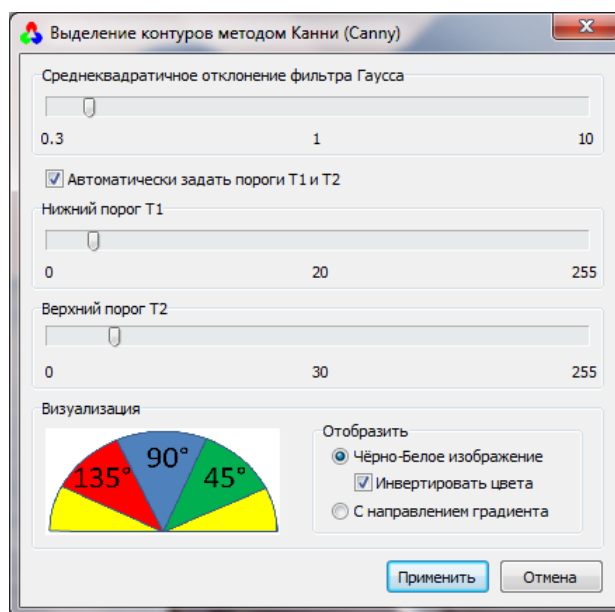 Выделение контуров методом Канни (Canny)
Среднеквадратичное отклонение фильтра Гаусса
0.3 1 10
Автоматически задать пороги T1 и T2
Нижний порог T1
0 20 255
Верхний порог T2
0 30 255
Визуализация
135° 90° 45°
Отобразить
Чёрно-Белое изображение
Инвертировать цвета
С направлением градиента
Применить Отмена